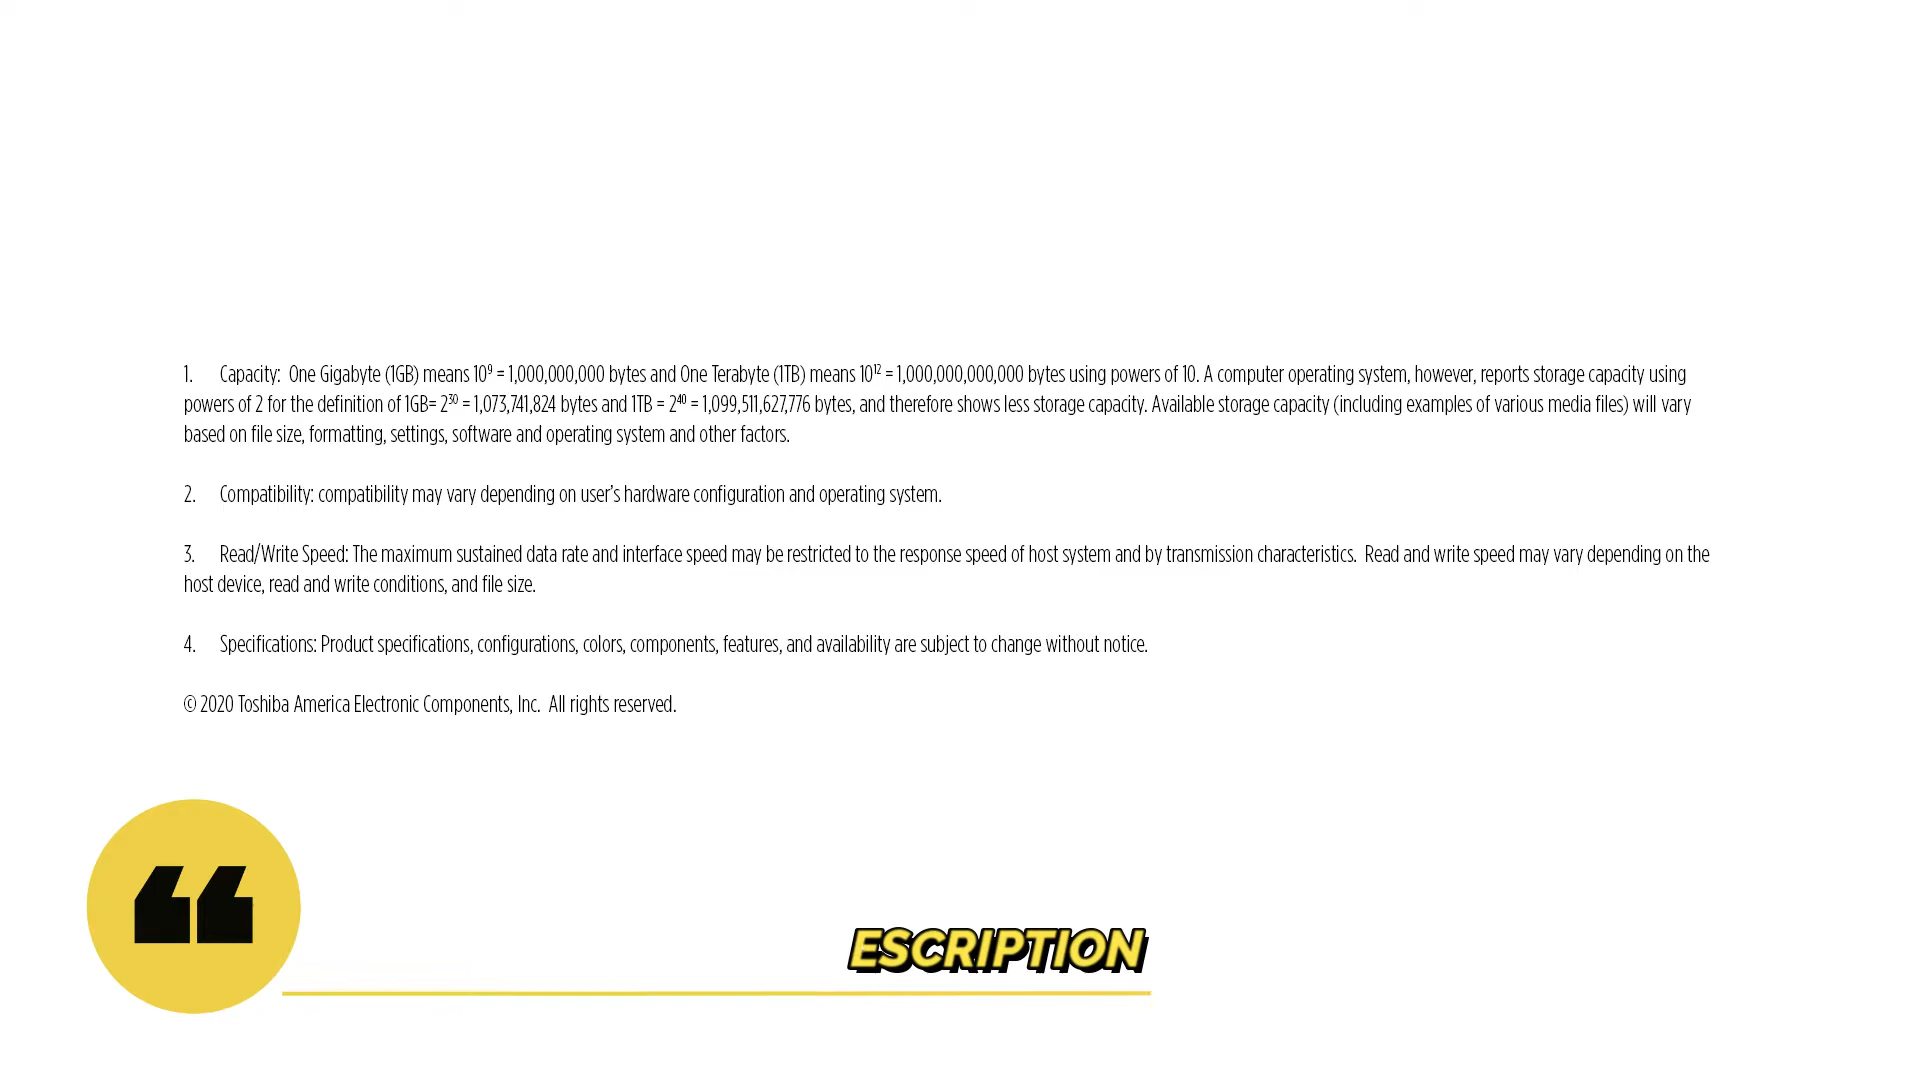 1. Capacity: One Gigabyte (1GB) means 10⁹ = 1,000,000,000 bytes and One Terabyte (1TB) means 10¹² = 1,000,000,000,000 bytes using powers of 10. A computer operating system, however, reports storage capacity using
powers of 2 for the definition of 1GB= 2³⁰ = 1,073,741,824 bytes and 1TB = 2⁴⁰ = 1,099,511,627,776 bytes, and therefore shows less storage capacity. Available storage capacity (including examples of various media files) will vary
based on file size, formatting, settings, software and operating system and other factors.
2. Compatibility: compatibility may vary depending on user’s hardware configuration and operating system.
3. Read/Write Speed: The maximum sustained data rate and interface speed may be restricted to the response speed of host system and by transmission characteristics. Read and write speed may vary depending on the
host device, read and write conditions, and file size.
4. Specifications: Product specifications, configurations, colors, components, features, and availability are subject to change without notice.
© 2020 Toshiba America Electronic Components, Inc. All rights reserved.
❝
ESCRIPTION